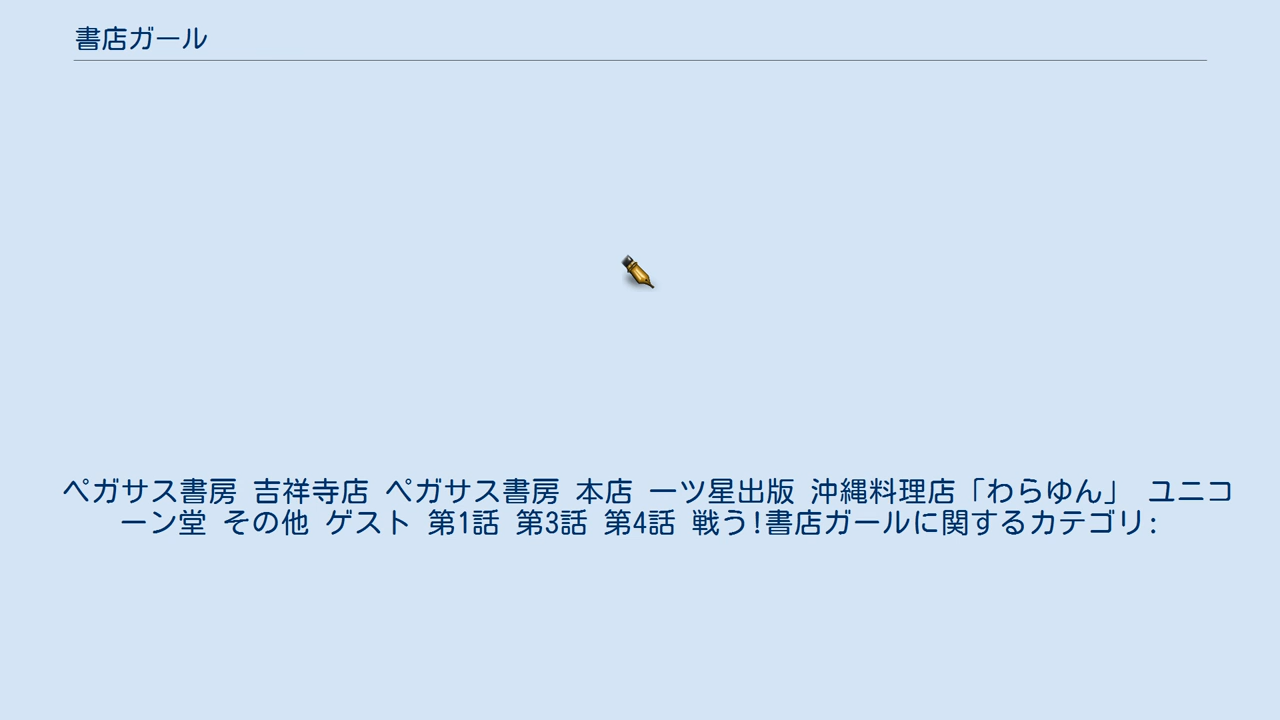 書店ガール
ペガサス書房 吉祥寺店 ペガサス書房 本店 一ツ星出版 沖縄料理店「わらゆん」 ユニコ
ーン堂 その他 ゲスト 第1話 第3話 第4話 戦う!書店ガールに関するカテゴリ: